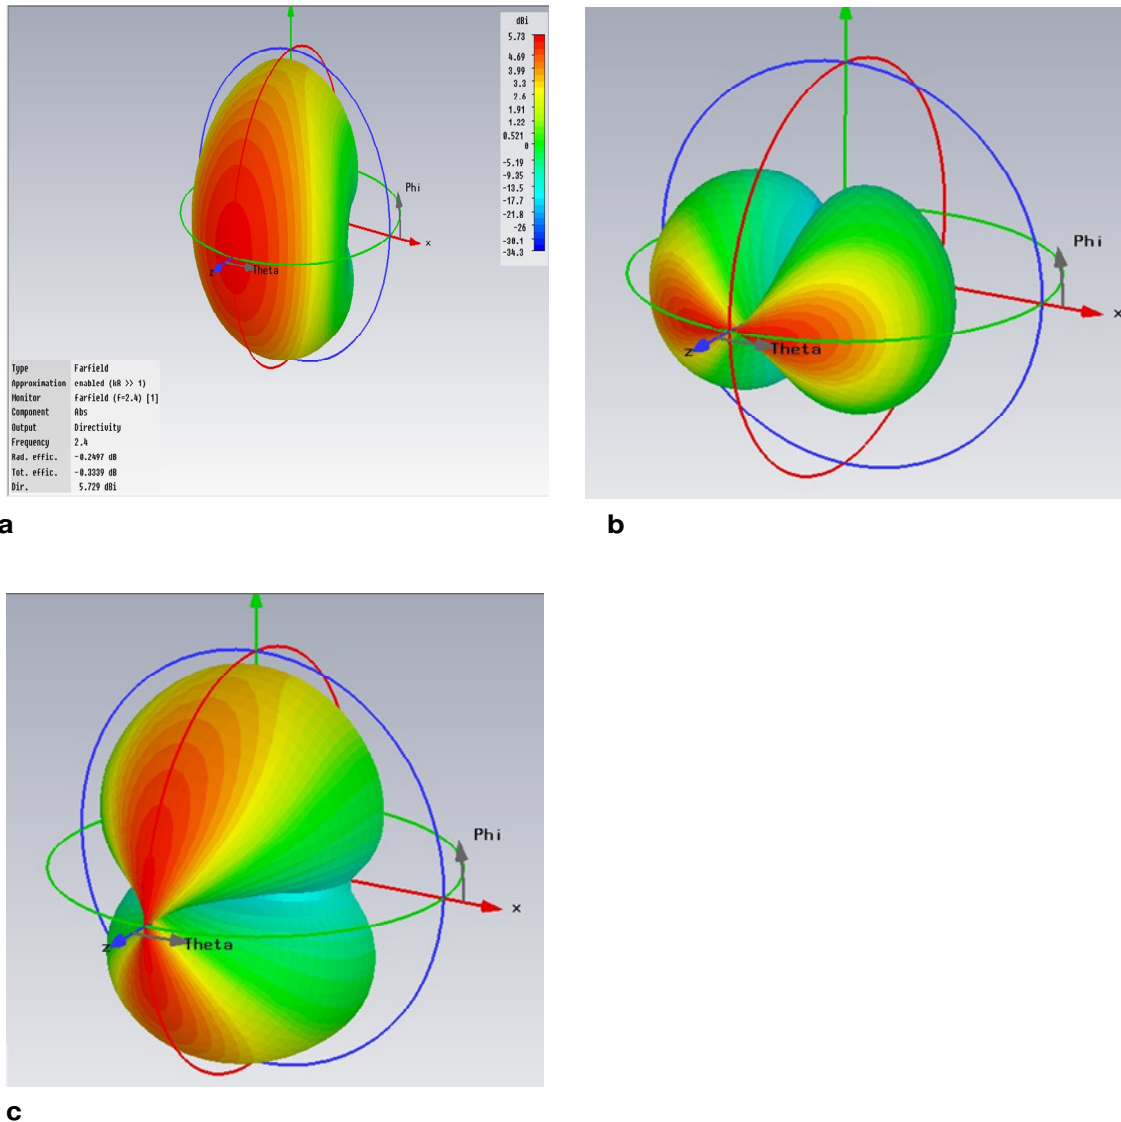 dBi
5.73
4.69
3.99
3.3
2.6
1.91
1.22
0.521
0
-5.19
-9.35
-13.5
-17.7
-21.8
-26
-30.1
-34.3
Phi
x
z
Theta
Type Farfield
Approximation enabled (kR >> 1)
Monitor farfield (f=2.4) [1]
Component Abs
Output Directivity
Frequency 2.4
Rad. effic. -0.2497 dB
Tot. effic. -0.3339 dB
Dir. 5.729 dBi
a
Phi
x
z
Theta
b
Phi
x
z
Theta
c